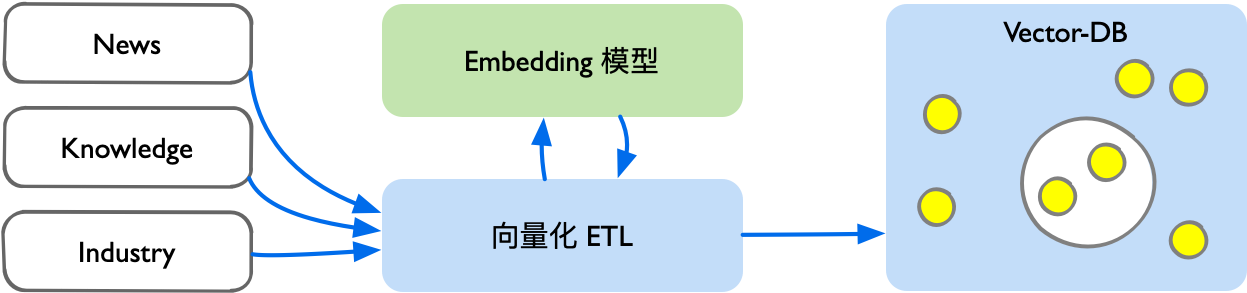 News
Knowledge
Industry
Embedding 模型
向量化 ETL
Vector-DB